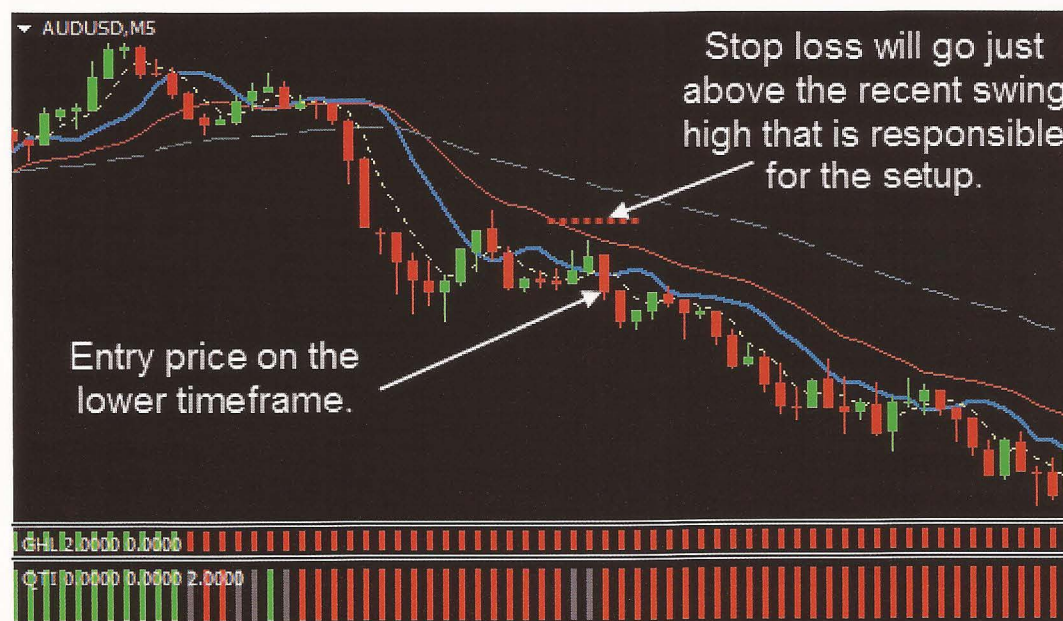 AUDUSD,M5
Stop loss will go just
above the recent swing
high that is responsible
for the setup.
Entry price on the
lower timeframe.
GHL 2.0000 0.0000
QTI 0.0000 0.0000 2.0000